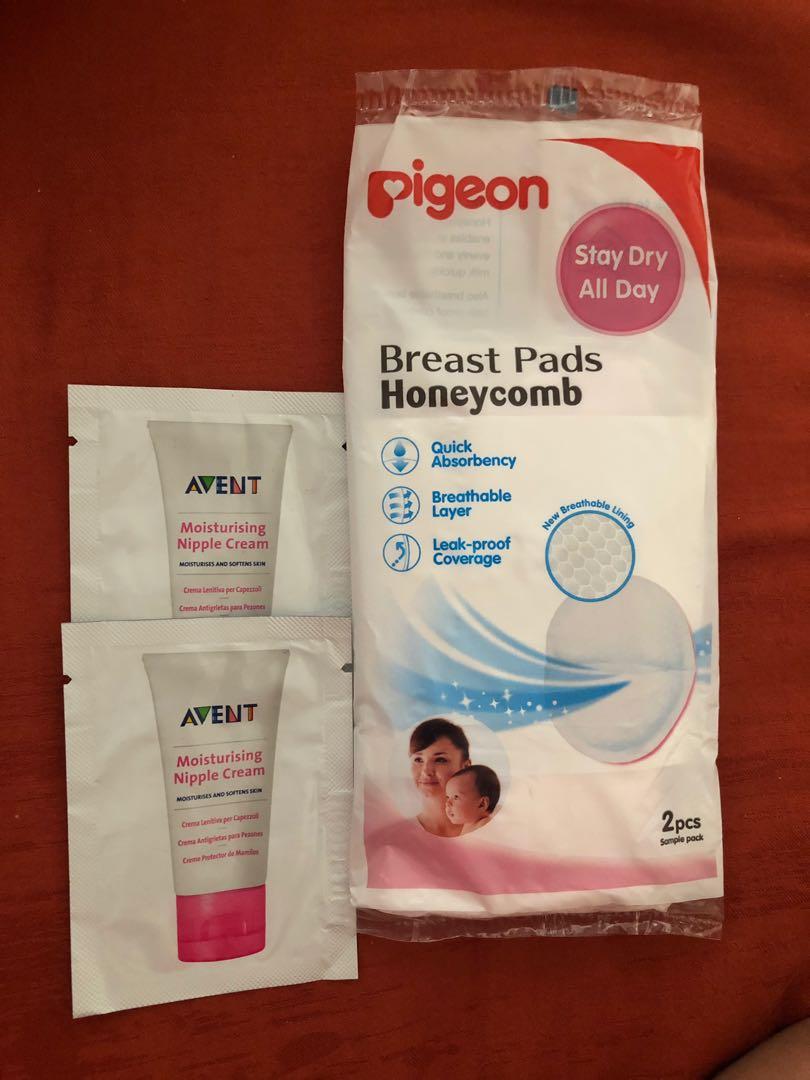 pigeon
Stay Dry
All Day
Breast Pads
Honeycomb
Quick
Absorbency
Breathable
Layer
Leak-proof
Coverage
New Breathable Lining
2pcs
Sample pack
AVENT
Moisturising
Nipple Cream
MOISTURISES AND SOFTENS SKIN
Crema Lenitiva per Capezzoli
Crema Antigrietas para Pezones
AVENT
Moisturising
Nipple Cream
MOISTURISES AND SOFTENS SKIN
Crema Lenitiva per Capezzoli
Crema Antigrietas para Pezones
Creme Protector de Mamilos